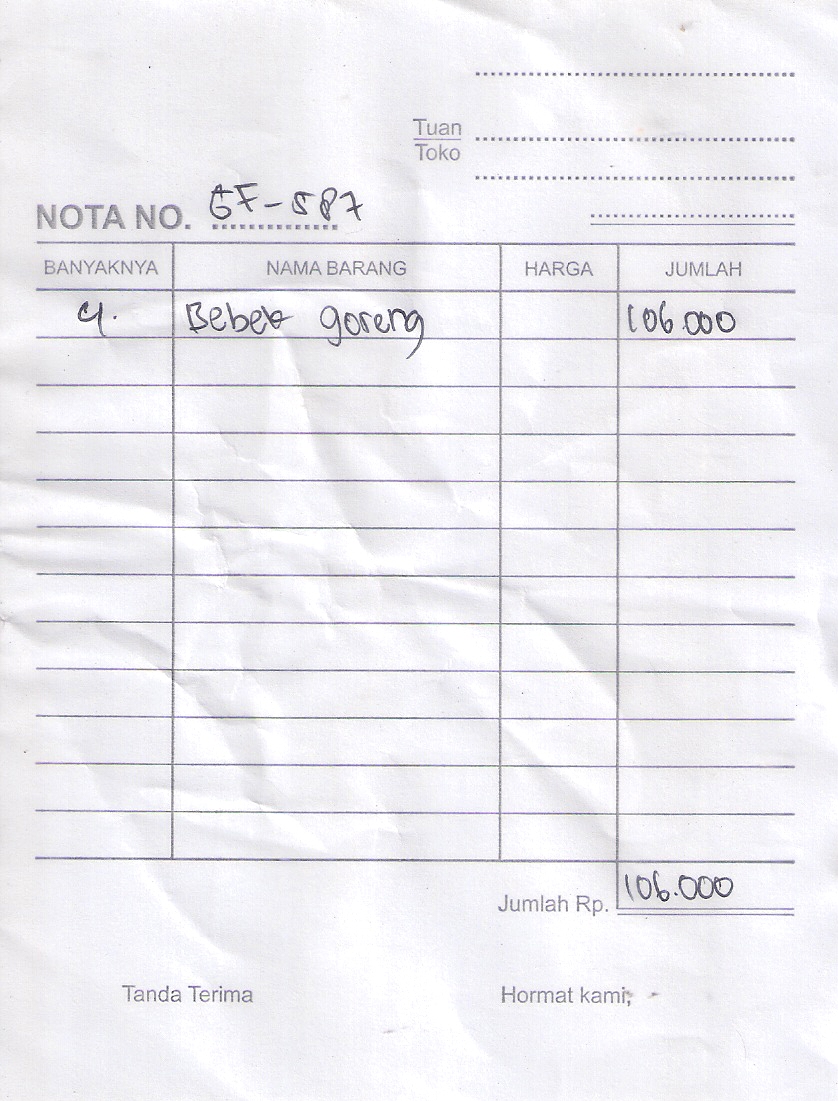 Tuan
Toko
NOTA NO. GF-587
BANYAKNYA NAMA BARANG HARGA JUMLAH
4. Bebek goreng 106.000
Jumlah Rp. 106.000
Tanda Terima Hormat kami,